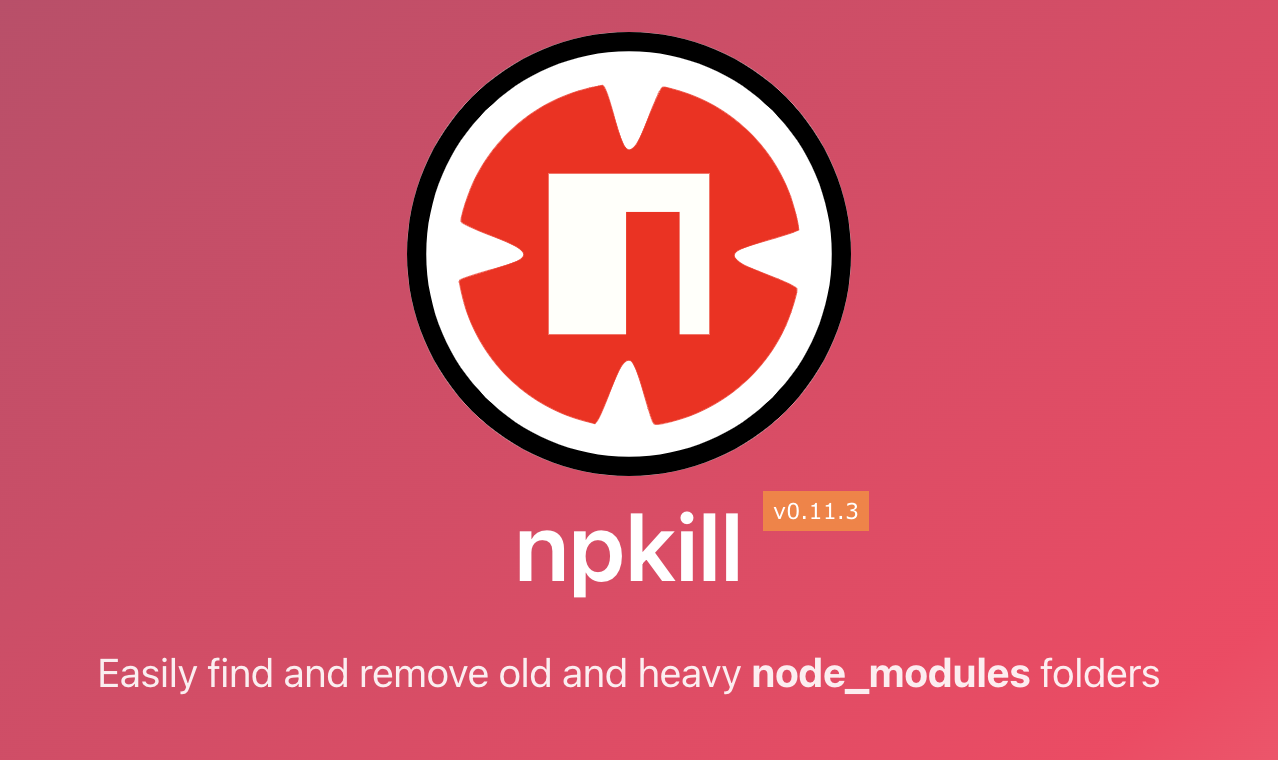 n
v0.11.3
npkill
Easily find and remove old and heavy node_modules folders